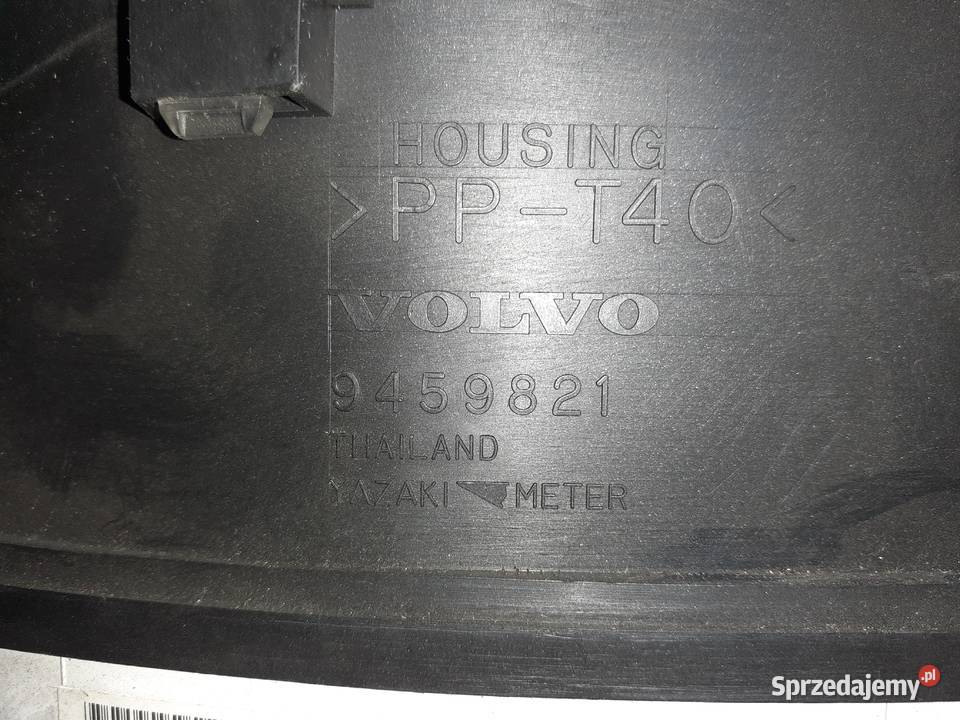 HOUSING
>PP-T40<
VOLVO
9459821
THAILAND
YAZAKI METER
Sprzedajemy.pl